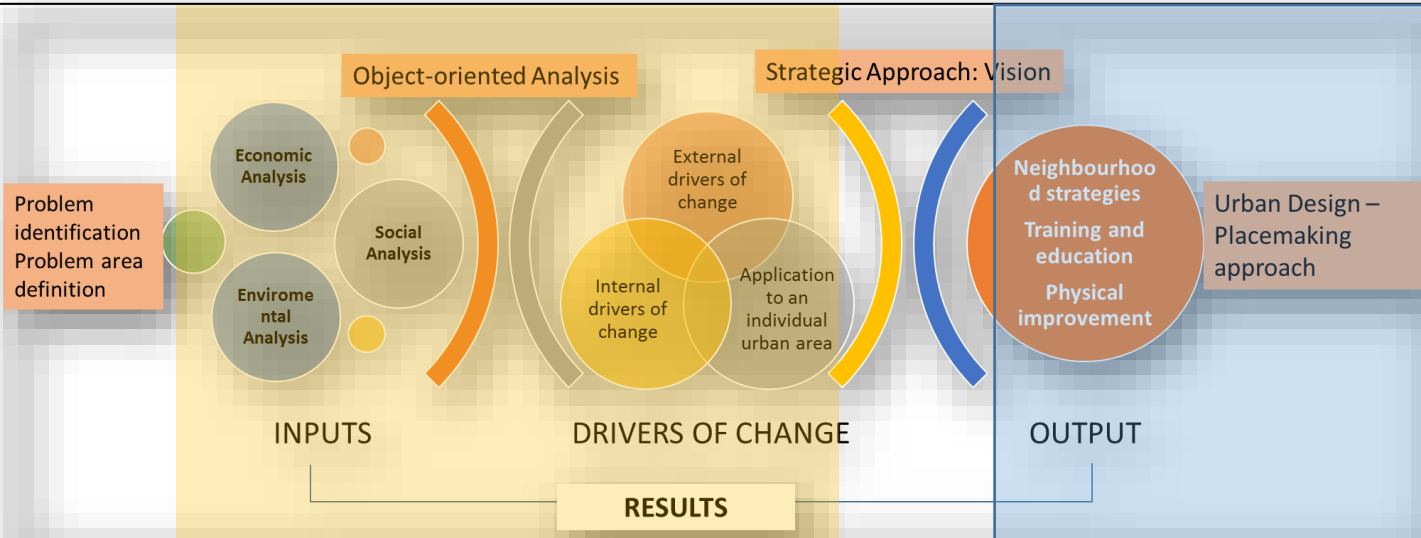 Object-oriented Analysis
Strategic Approach: Vision
Problem
identification
Problem area
definition
Economic
Analysis
Social
Analysis
Envirome
ntal
Analysis
External
drivers of
change
Internal
drivers of
change
Application
to an
individual
urban area
Neighbourhoo
d strategies
Training and
education
Physical
improvement
Urban Design –
Placemaking
approach
INPUTS
DRIVERS OF CHANGE
OUTPUT
RESULTS